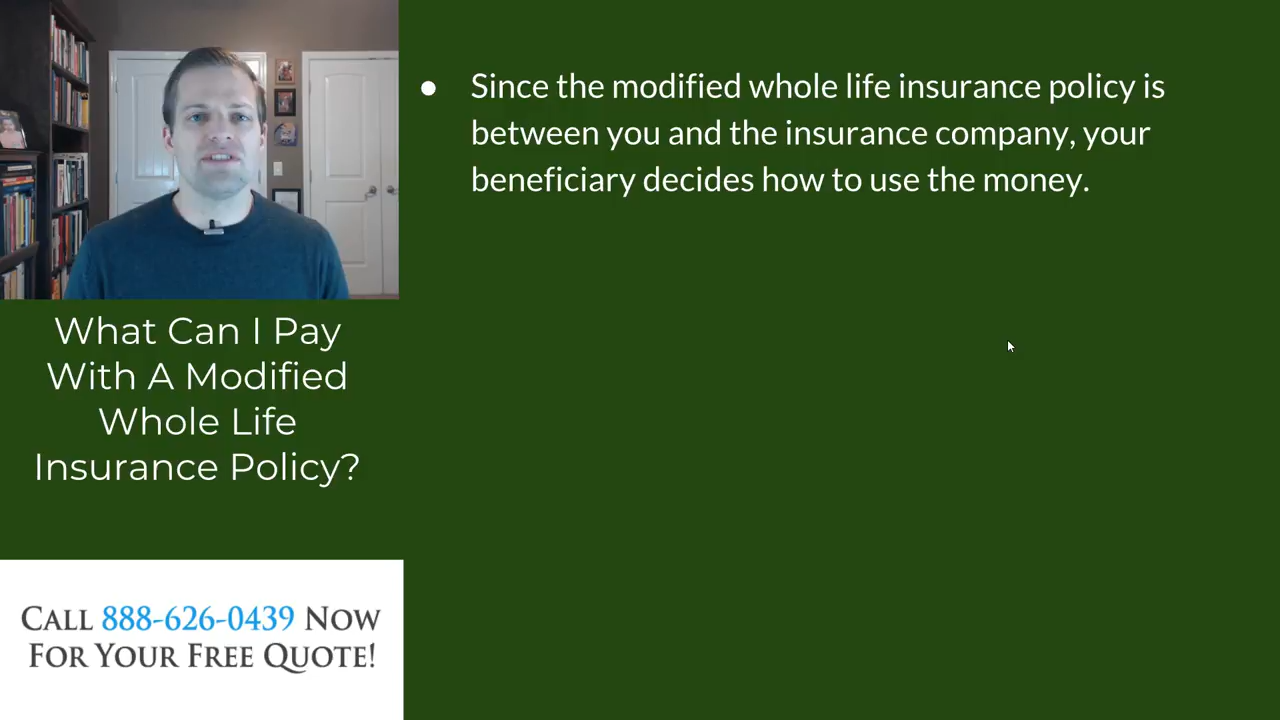 Since the modified whole life insurance policy is
between you and the insurance company, your
beneficiary decides how to use the money.
What Can I Pay
With A Modified
Whole Life
Insurance Policy?
CALL 888-626-0439 NOW
FOR YOUR FREE QUOTE!